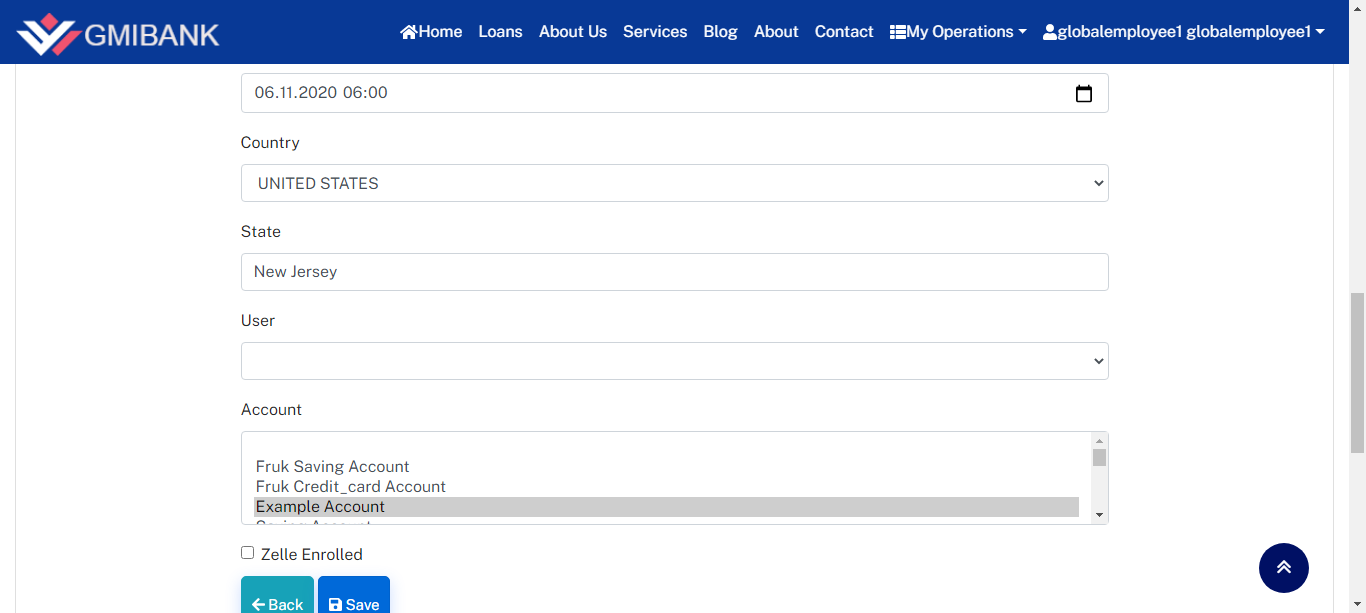 GMIBANK
Home Loans About Us Services Blog About Contact My Operations globalemployee1 globalemployee1
06.11.2020 06:00
Country
UNITED STATES
State
New Jersey
User
Account
Fruk Saving Account
Fruk Credit_card Account
Example Account
Saving Account
Zelle Enrolled
Back Save